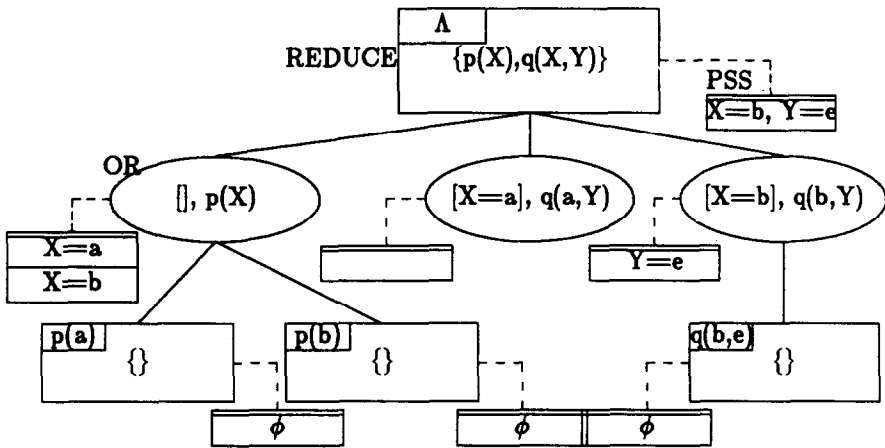 Λ
REDUCE
{p(X),q(X,Y)}
PSS
X=b, Y=e
OR
[], p(X)
[X=a], q(a,Y)
[X=b], q(b,Y)
X=a
X=b
Y=e
p(a)
{}
p(b)
{}
q(b,e)
{}
ϕ
ϕ
ϕ